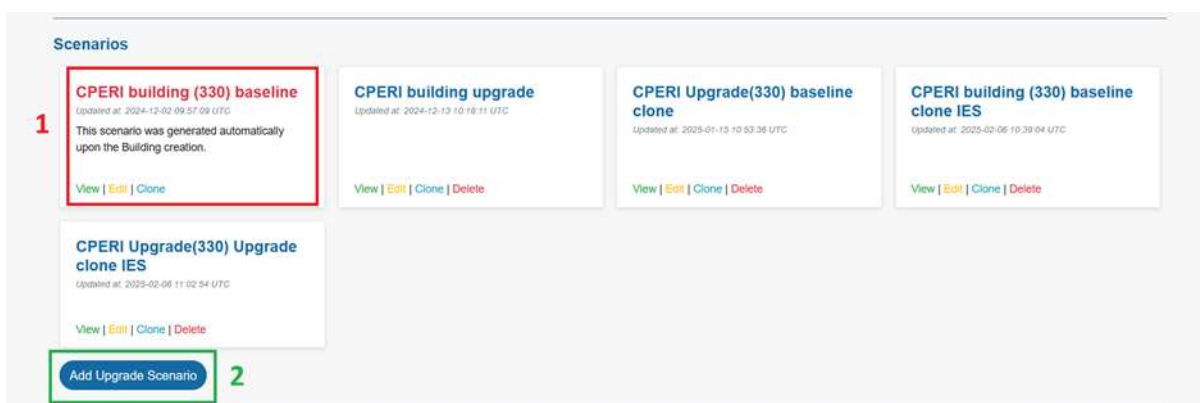 Scenarios
1
CPERI building (330) baseline
Updated at: 2024-12-02 09:57:09 UTC
This scenario was generated automatically
upon the Building creation.
View | Edit | Clone
CPERI building upgrade
Updated at: 2024-12-13 10:18:11 UTC
View | Edit | Clone | Delete
CPERI Upgrade(330) baseline
clone
Updated at: 2025-01-15 10:53:36 UTC
View | Edit | Clone | Delete
CPERI building (330) baseline
clone IES
Updated at: 2025-02-06 10:39:04 UTC
View | Edit | Clone | Delete
CPERI Upgrade(330) Upgrade
clone IES
Updated at: 2025-02-06 11:02:54 UTC
View | Edit | Clone | Delete
Add Upgrade Scenario
2